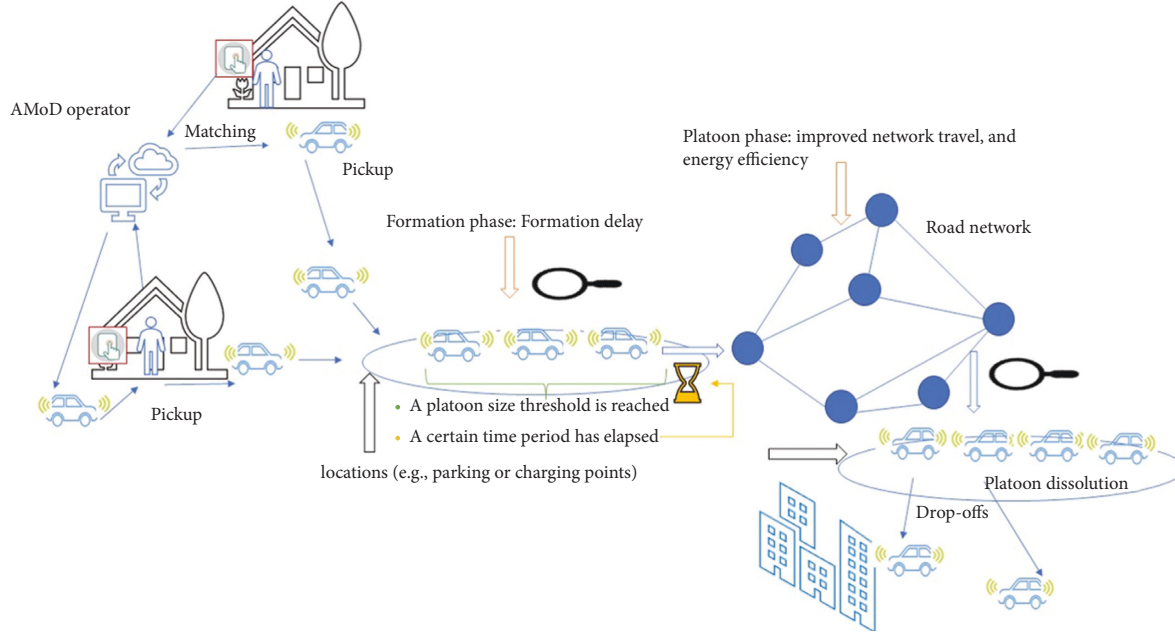 AMoD operator
Matching
Pickup
Pickup
Formation phase: Formation delay
• A platoon size threshold is reached
• A certain time period has elapsed
locations (e.g., parking or charging points)
Platoon phase: improved network travel, and
energy efficiency
Road network
Platoon dissolution
Drop-offs